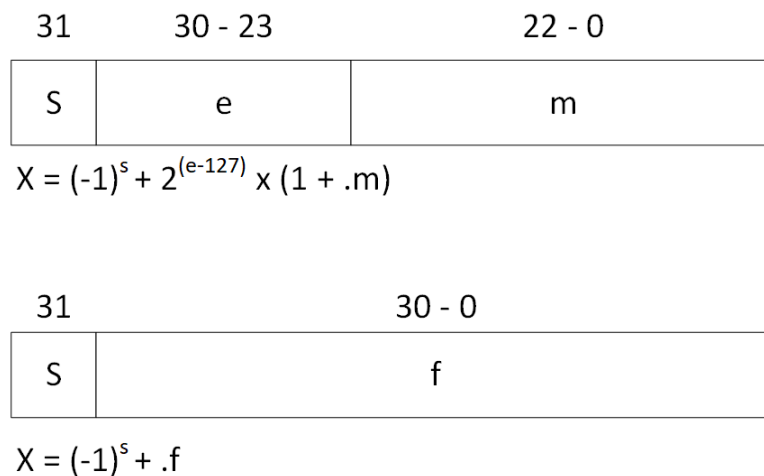 31 30 - 23 22 - 0
S e m
X = (-1)^s + 2^(e-127) x (1 + .m)
31 30 - 0
S f
X = (-1)^s + .f